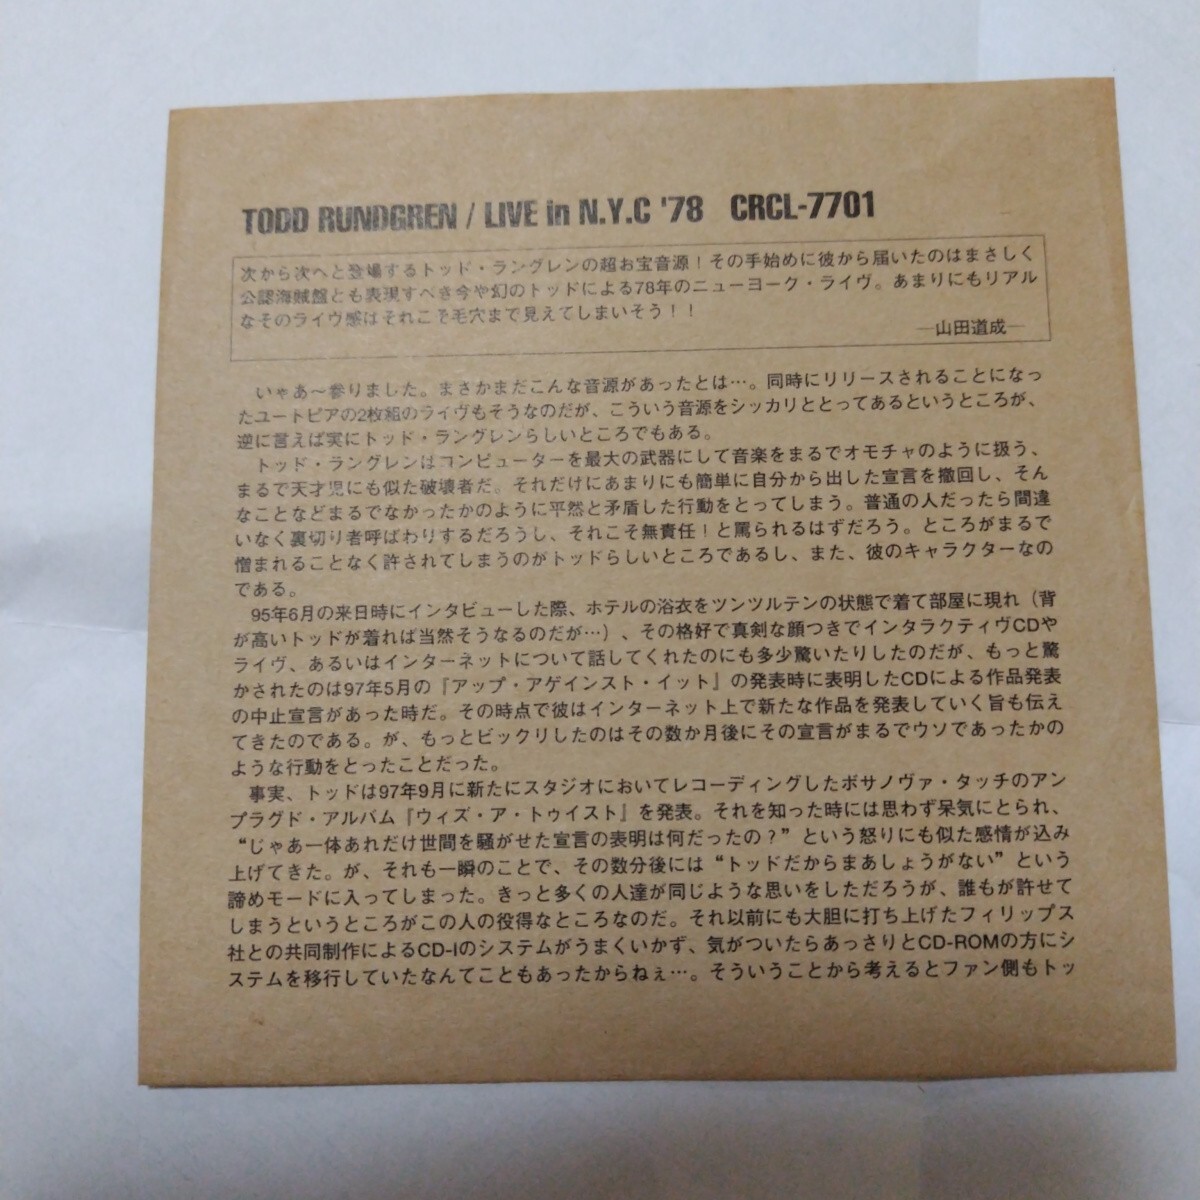 TODD RUNDGREN / LIVE in N.Y.C '78 CRCL-7701
次から次へと登場するトッド・ラングレンの超お宝音源！その手始めに彼から届いたのはまさしく
公認海賊盤とも表現すべき今や幻のトッドによる78年のニューヨーク・ライヴ。あまりにもリアル
なそのライヴ感はそれこそ毛穴まで見えてしまいそう！！
—山田道成—
いやあ〜参りました。まさかまだこんな音源があったとは…。同時にリリースされることになっ
たユートピアの2枚組のライヴもそうなのだが、こういう音源をシッカリととってあるというところが、
逆に言えば実にトッド・ラングレンらしいところでもある。
トッド・ラングレンはコンピューターを最大の武器にして音楽をまるでオモチャのように扱う、
まるで天才児にも似た破壊者だ。それだけにあまりにも簡単に自分から出した宣言を撤回し、そん
なことなどまるでなかったかのように平然と矛盾した行動をとってしまう。普通の人だったら間違
いなく裏切り者呼ばわりするだろうし、それこそ無責任！と罵られるはずだろう。ところがまるで
憎まれることなく許されてしまうのがトッドらしいところであるし、また、彼のキャラクターなの
である。
95年6月の来日時にインタビューした際、ホテルの浴衣をツンツルテンの状態で着て部屋に現れ（背
が高いトッドが着れば当然そうなるのだが…）、その格好で真剣な顔つきでインタラクティヴCDや
ライヴ、あるいはインターネットについて話してくれたのにも多少驚いたりしたのだが、もっと驚
かされたのは97年5月の『アップ・アゲインスト・イット』の発表時に表明したCDによる作品発表
の中止宣言があった時だ。その時点で彼はインターネット上で新たな作品を発表していく旨も伝え
てきたのである。が、もっとビックリしたのはその数か月後にその宣言がまるでウソであったかの
ような行動をとったことだった。
事実、トッドは97年9月に新たにスタジオにおいてレコーディングしたボサノヴァ・タッチのアン
プラグド・アルバム『ウィズ・ア・トゥイスト』を発表。それを知った時には思わず呆気にとられ、
“じゃあ一体あれだけ世間を騒がせた宣言の表明は何だったの？”という怒りにも似た感情が込み
上げてきた。が、それも一瞬のことで、その数分後には“トッドだからまあしょうがない”という
諦めモードに入ってしまった。きっと多くの人達が同じような思いをしただろうが、誰もが許せて
しまうというところがこの人の役得なところなのだ。それ以前にも大胆に打ち上げたフィリップス
社との共同制作によるCD-Iのシステムがうまくいかず、気がついたらあっさりとCD-ROMの方にシ
ステムを移行していたなんてこともあったからねぇ…。そういうことから考えるとファン側もトッ